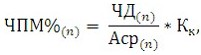 ЧПМ%(n) = ЧД(n) / Аср(n) * Кк,